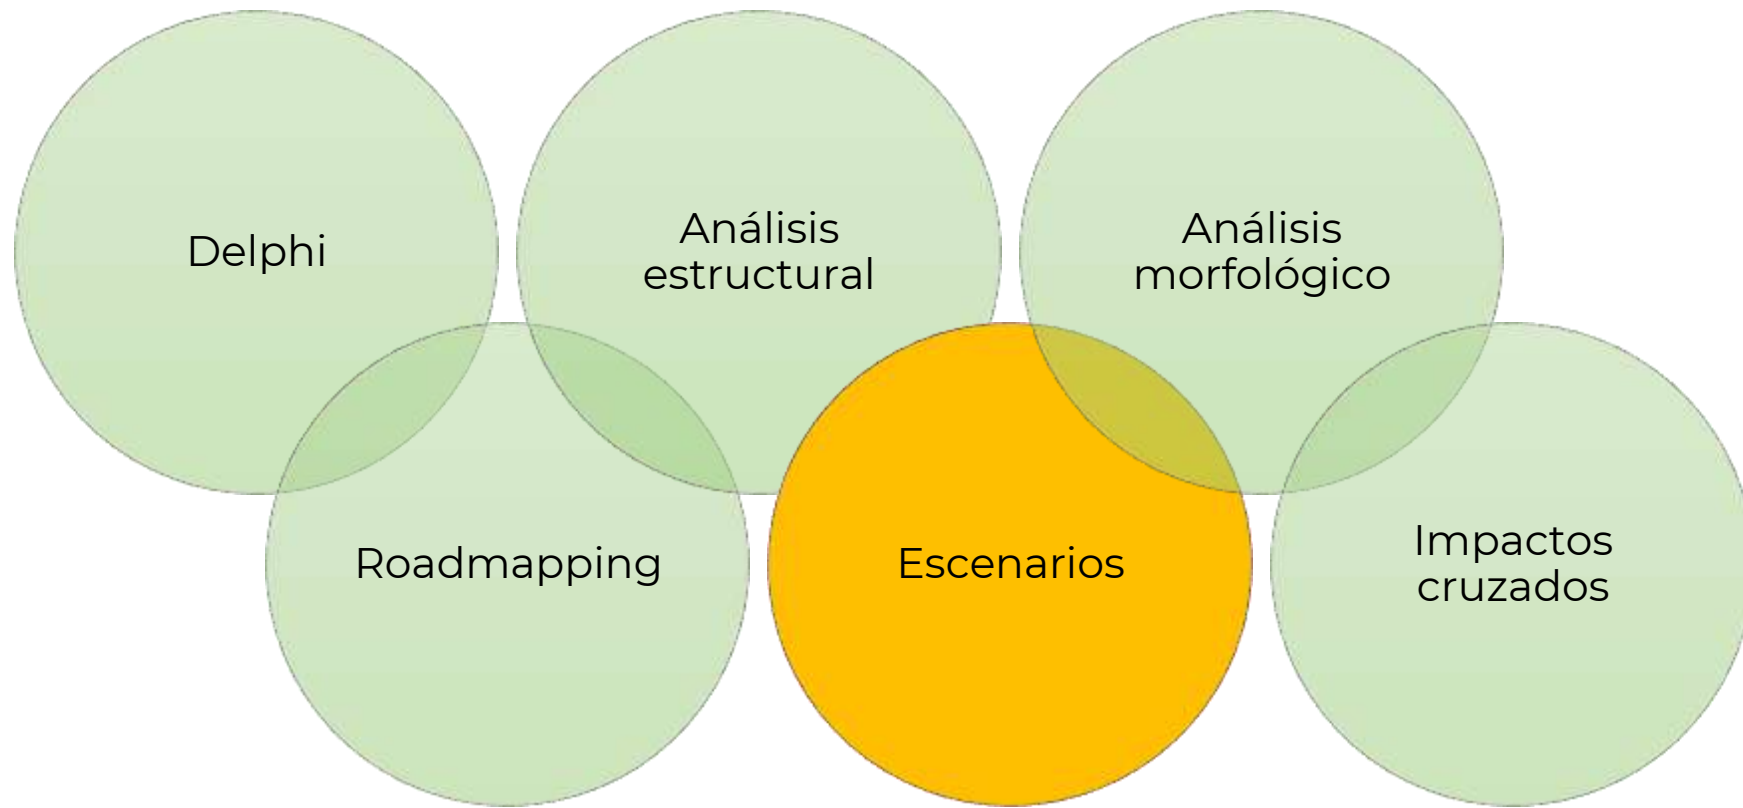 Delphi
Análisis
estructural
Análisis
morfológico
Roadmapping
Escenarios
Impactos
cruzados